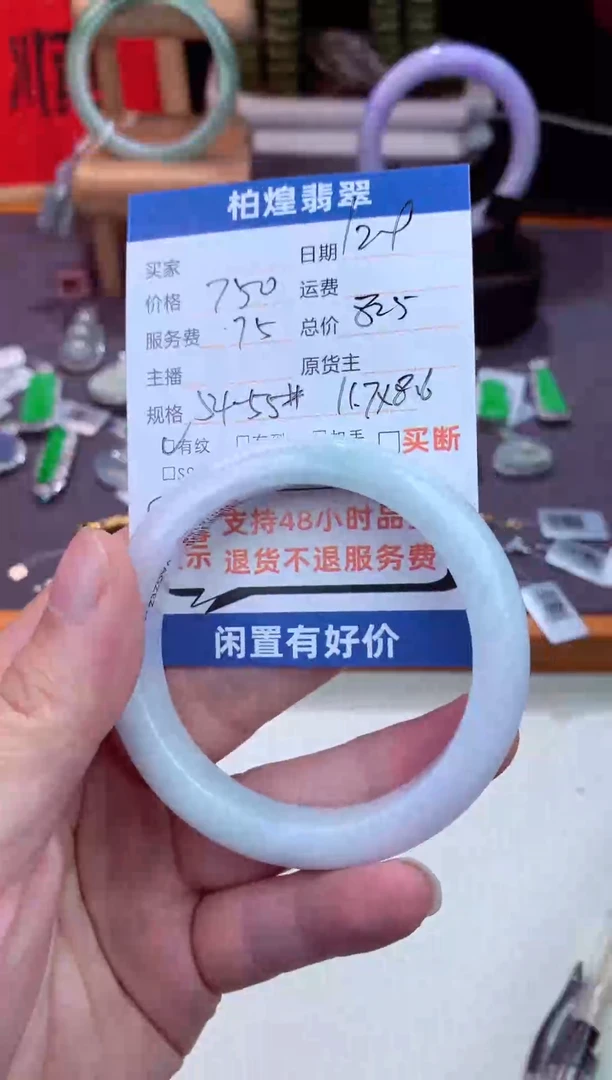 柏煌翡翠
买家 日期 12-9
价格 750 运费
服务费 75 总价 825
主播 原货主
规格 54-55# 11.7X8.6
□有纹 □买断
支持48小时品
示 退货不退服务费
闲置有好价